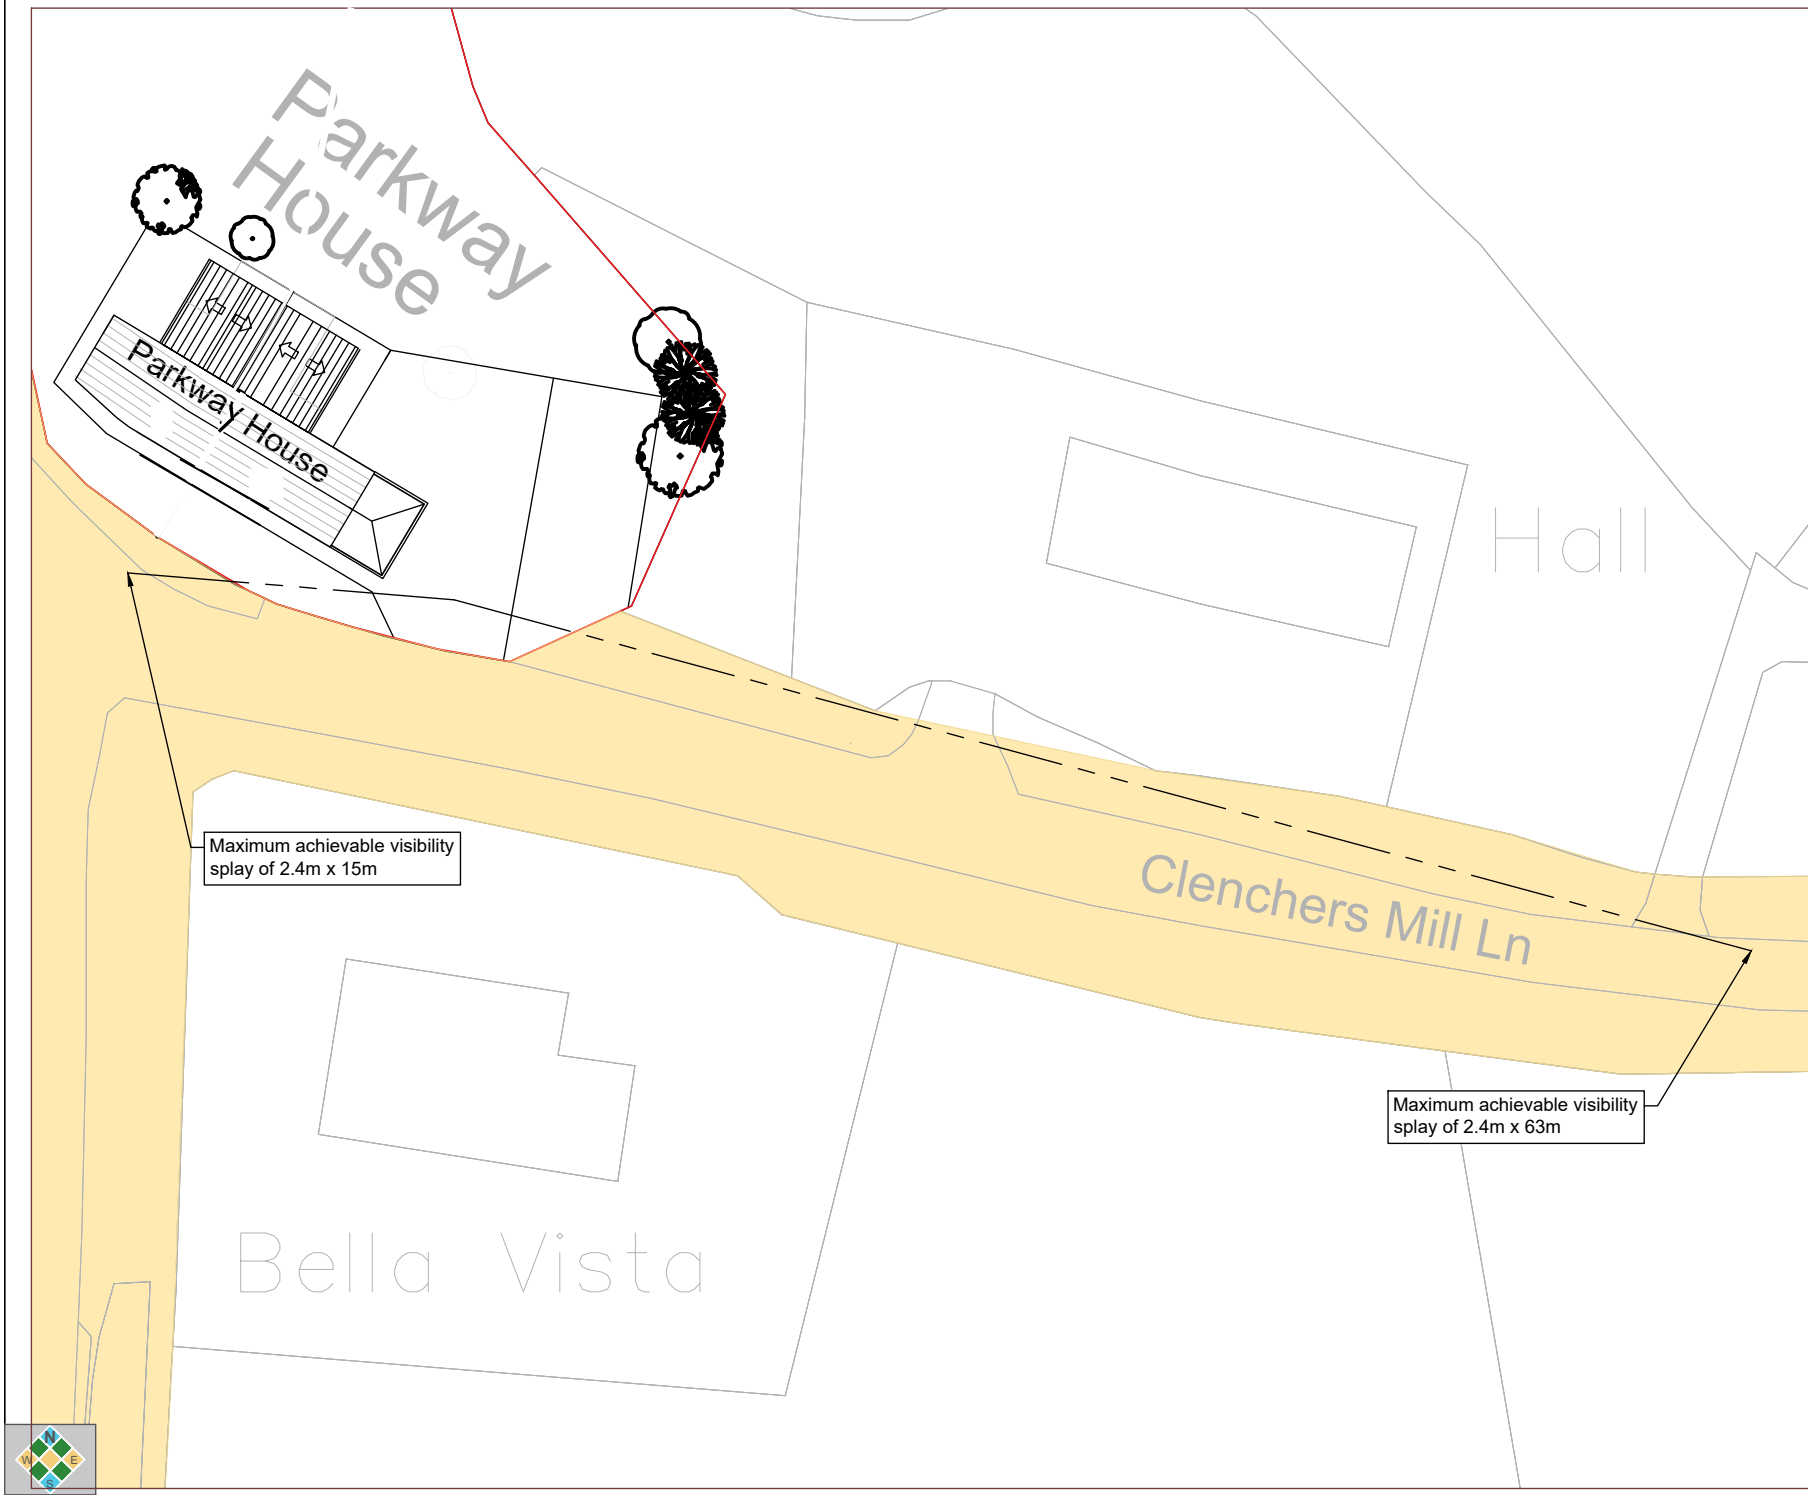 Parkway
House
Parkway House
Hall
Maximum achievable visibility
splay of 2.4m x 15m
Clenchers Mill Ln
Maximum achievable visibility
splay of 2.4m x 63m
Bella Vista
N
W E
S